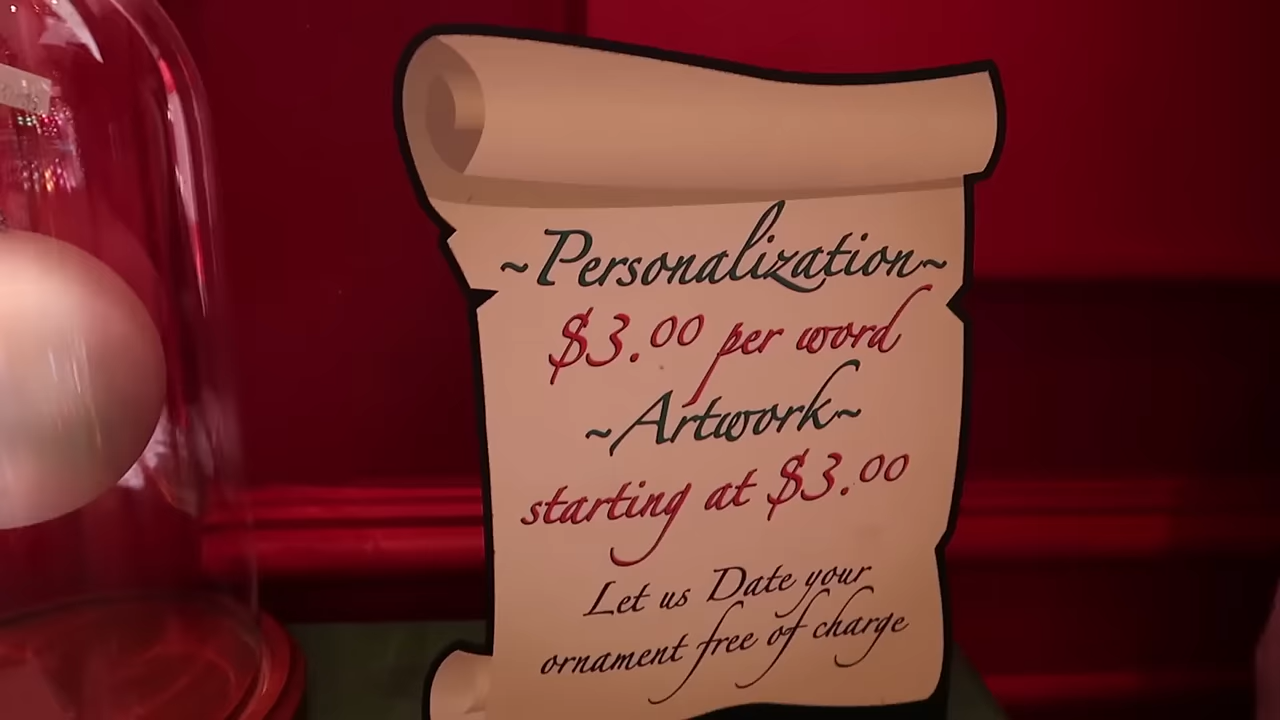 ~Personalization~
$3.00 per word
~Artwork~
starting at $3.00
Let us Date your
ornament free of charge